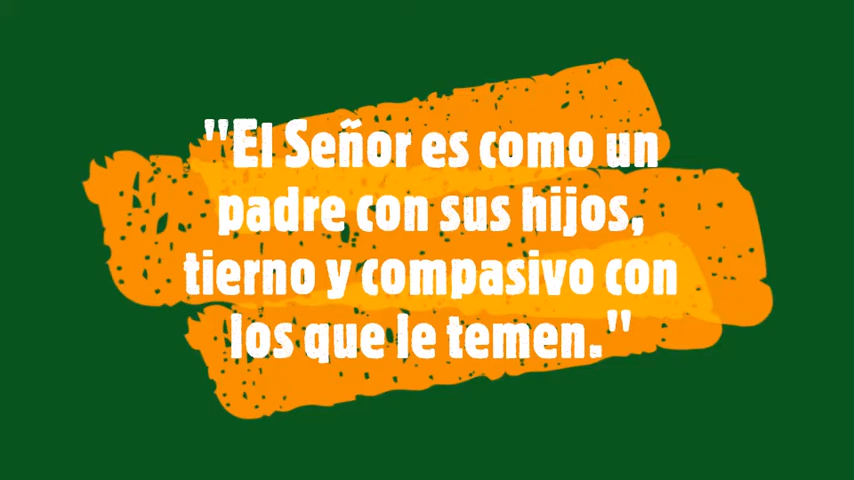 "El Señor es como un
padre con sus hijos,
tierno y compasivo con
los que le temen."